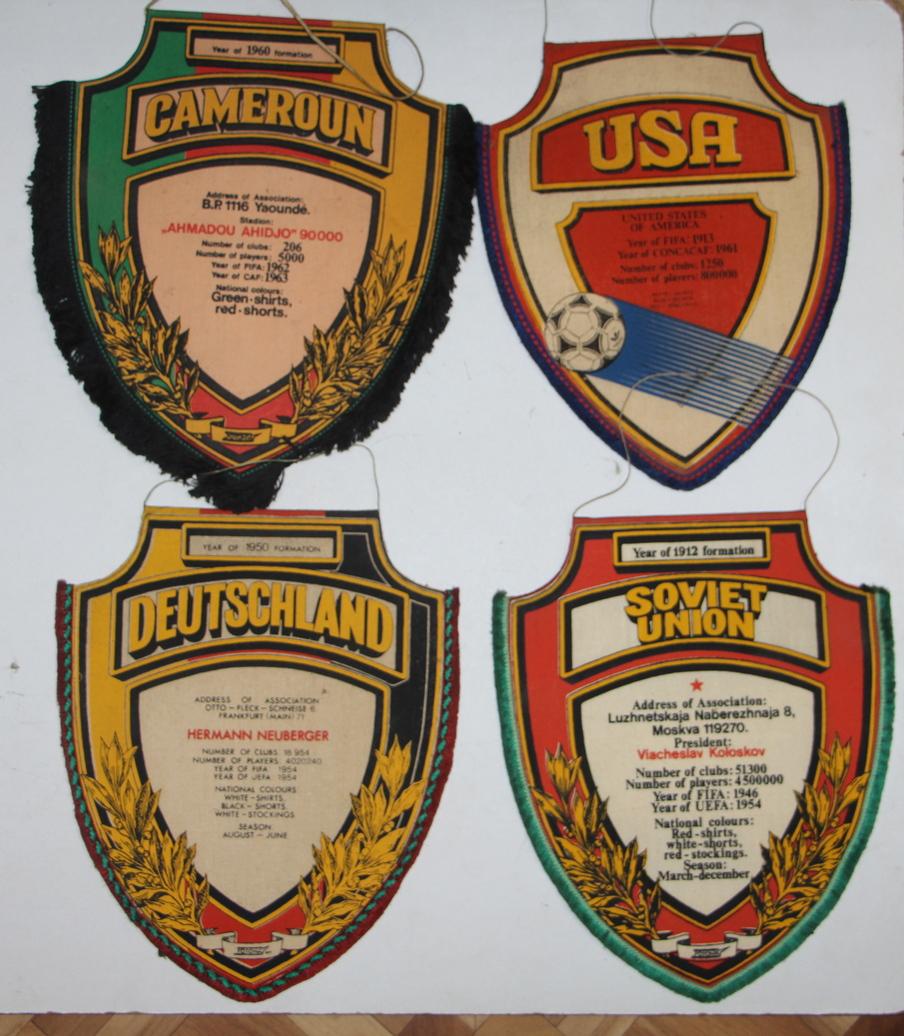 Year of 1960 formation
CAMEROUN
Address of Association:
B.P. 1116 Yaoundé.
Stadion:
„AHMADOU AHIDJO" 90000
Number of clubs: 206
Number of players: 5000
Year of FIFA: 1962
Year of CAF: 1963
National colours:
Green-shirts,
red-shorts.
USA
UNITED STATES
OF AMERICA
Year of FIFA: 1913
Year of CONCACAF: 1961
Number of clubs: 1250
Number of players: 800000
YEAR OF 1950 FORMATION
DEUTSCHLAND
ADDRESS OF ASSOCIATION
OTTO-FLECK-SCHNEISE 6
FRANKFURT (MAIN) 71
HERMANN NEUBERGER
NUMBER OF CLUBS 18 954
NUMBER OF PLAYERS: 4020240
YEAR OF FIFA: 1954
YEAR OF JEFA: 1954
NATIONAL COLOURS
WHITE-SHIRTS,
BLACK-SHORTS
WHITE-STOCKINGS
SEASON:
AUGUST-JUNE
Year of 1912 formation
SOVIET
UNION
Address of Association:
Luzhnetskaja Naberezhnaja 8,
Moskva 119270.
President:
Viacheslav Koloskov
Number of clubs: 51300
Number of players: 4500000
Year of FIFA: 1946
Year of UEFA: 1954
National colours:
Red-shirts,
white-shorts,
red-stockings.
Season:
March-december